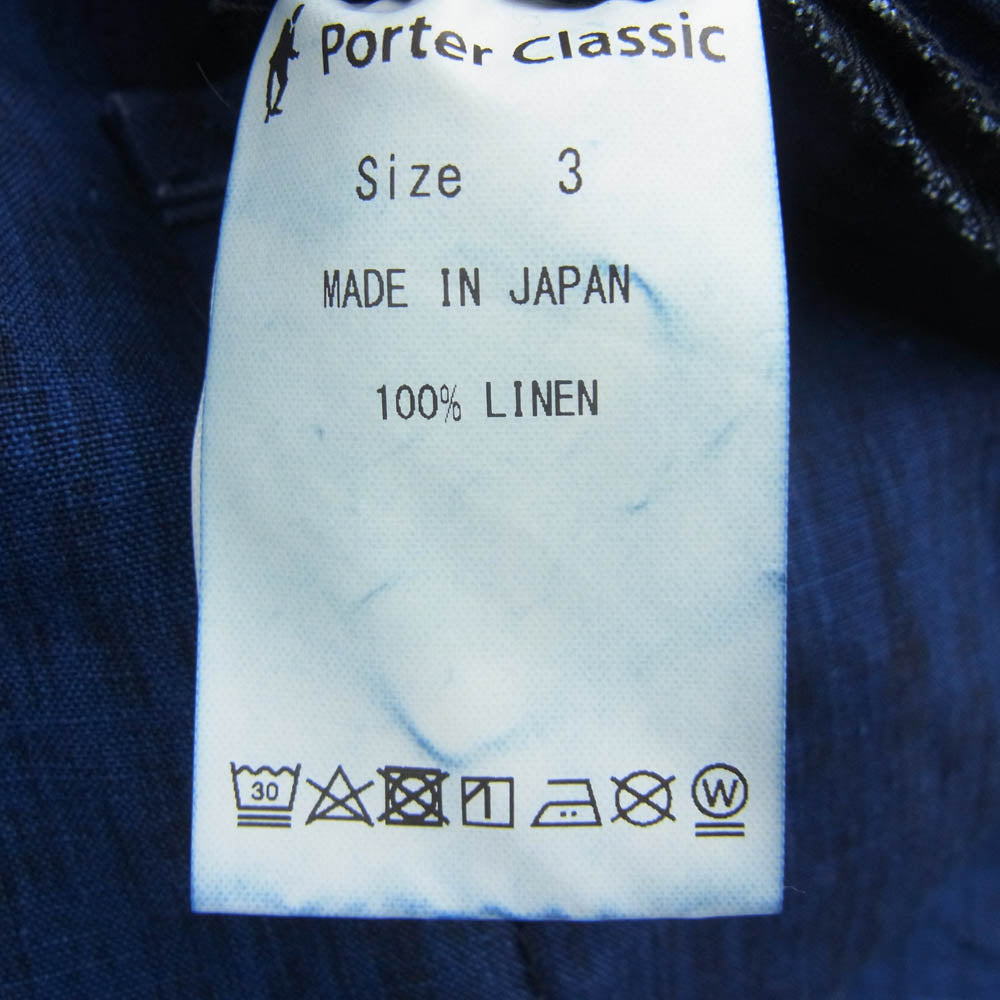 Porter Classic
Size 3
MADE IN JAPAN
100% LINEN
30 W